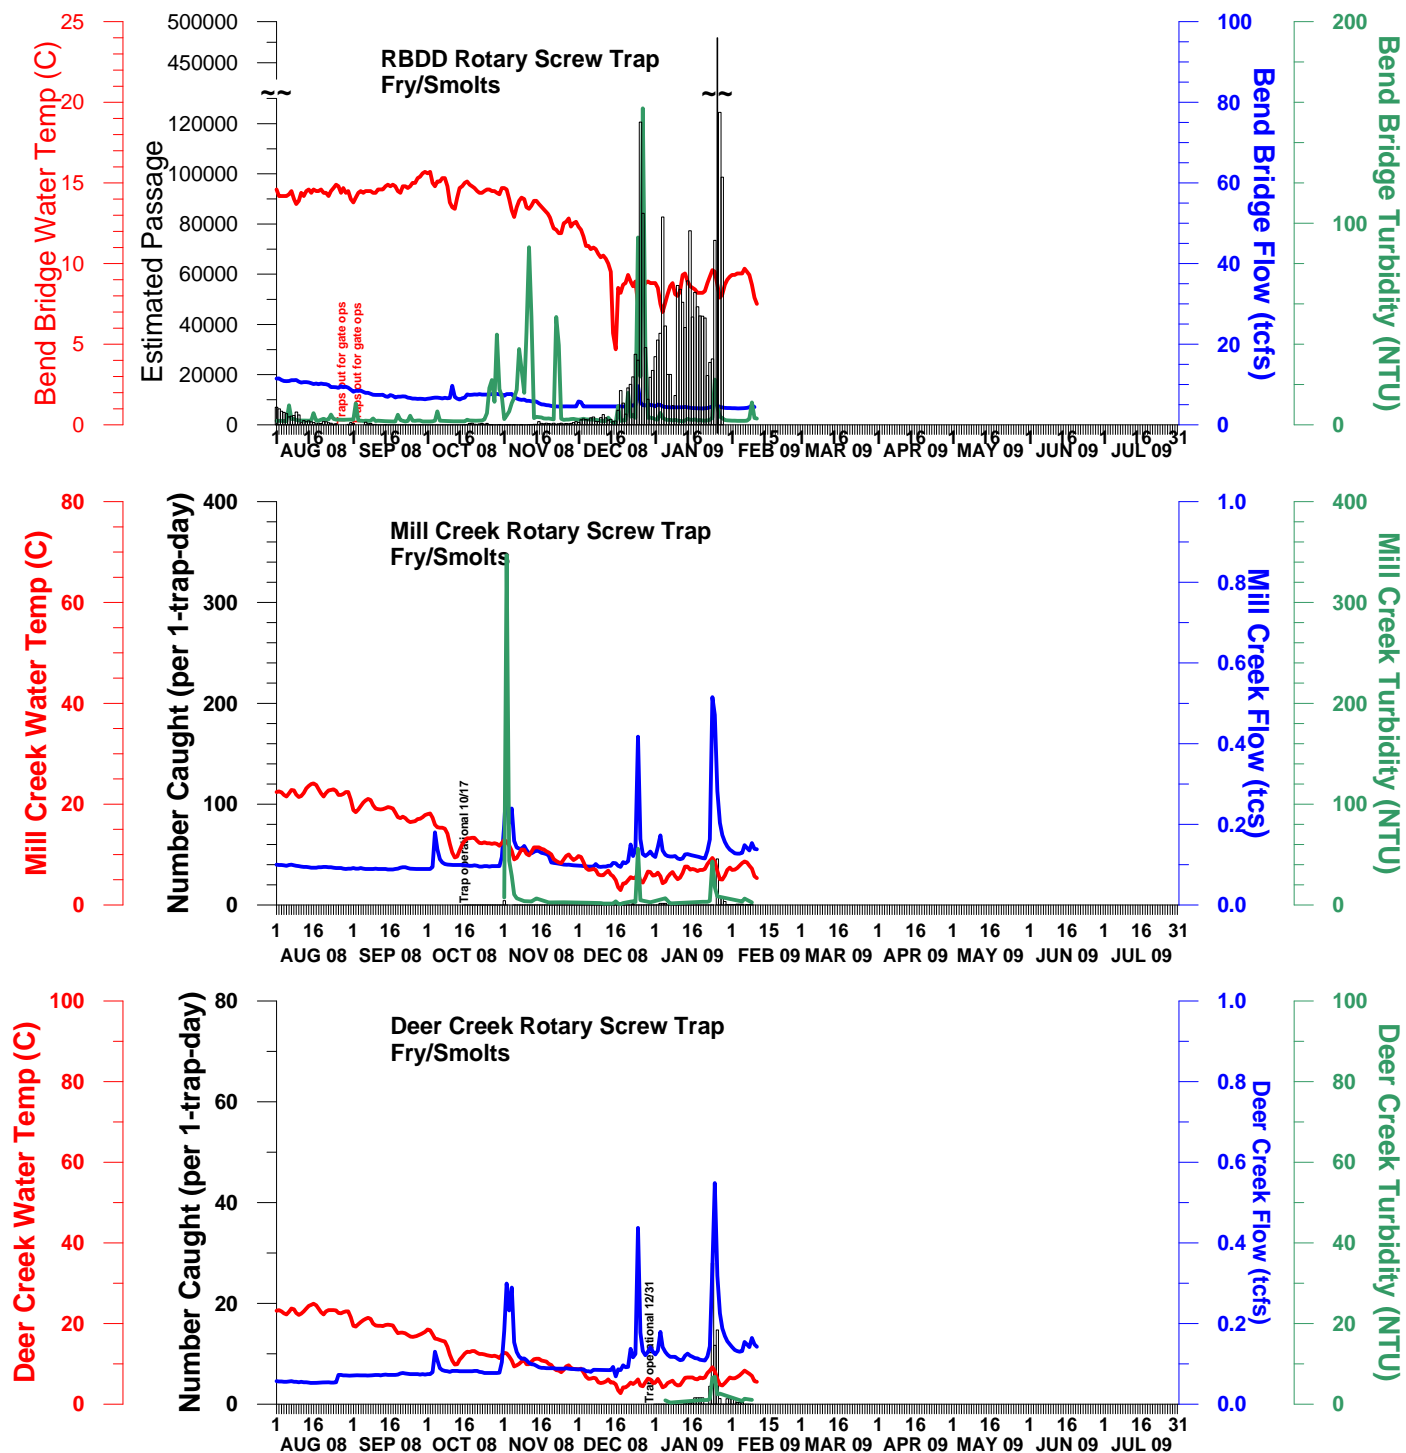 RBDD Rotary Screw Trap
Fry/Smolts
Bend Bridge Water Temp (C)
25
20
15
10
5
0
Estimated Passage
500000
450000
120000
100000
80000
60000
40000
20000
0
~~
~~
Traps out for gate ops
Traps out for gate ops
Bend Bridge Flow (tcfs)
100
80
60
40
20
0
Bend Bridge Turbidity (NTU)
200
100
0
1 16 1 16 1 16 1 16 1 16 1 16 1 15 1 16 1 16 1 16 1 16 1 16 31
AUG 08 SEP 08 OCT 08 NOV 08 DEC 08 JAN 09 FEB 09 MAR 09 APR 09 MAY 09 JUN 09 JUL 09
Mill Creek Rotary Screw Trap
Fry/Smolts
Mill Creek Water Temp (C)
80
60
40
20
0
Number Caught (per 1-trap-day)
400
300
200
100
0
Trap operational 10/17
Mill Creek Flow (tcs)
1.0
0.8
0.6
0.4
0.2
0.0
Mill Creek Turbidity (NTU)
400
300
200
100
0
1 16 1 16 1 16 1 16 1 16 1 16 1 15 1 16 1 16 1 16 1 16 1 16 31
AUG 08 SEP 08 OCT 08 NOV 08 DEC 08 JAN 09 FEB 09 MAR 09 APR 09 MAY 09 JUN 09 JUL 09
Deer Creek Rotary Screw Trap
Fry/Smolts
Deer Creek Water Temp (C)
100
80
60
40
20
0
Number Caught (per 1-trap-day)
80
60
40
20
0
Trap operational 12/31
Deer Creek Flow (tcfs)
1.0
0.8
0.6
0.4
0.2
0.0
Deer Creek Turbidity (NTU)
100
80
60
40
20
0
1 16 1 16 1 16 1 16 1 16 1 16 1 15 1 16 1 16 1 16 1 16 1 16 31
AUG 08 SEP 08 OCT 08 NOV 08 DEC 08 JAN 09 FEB 09 MAR 09 APR 09 MAY 09 JUN 09 JUL 09